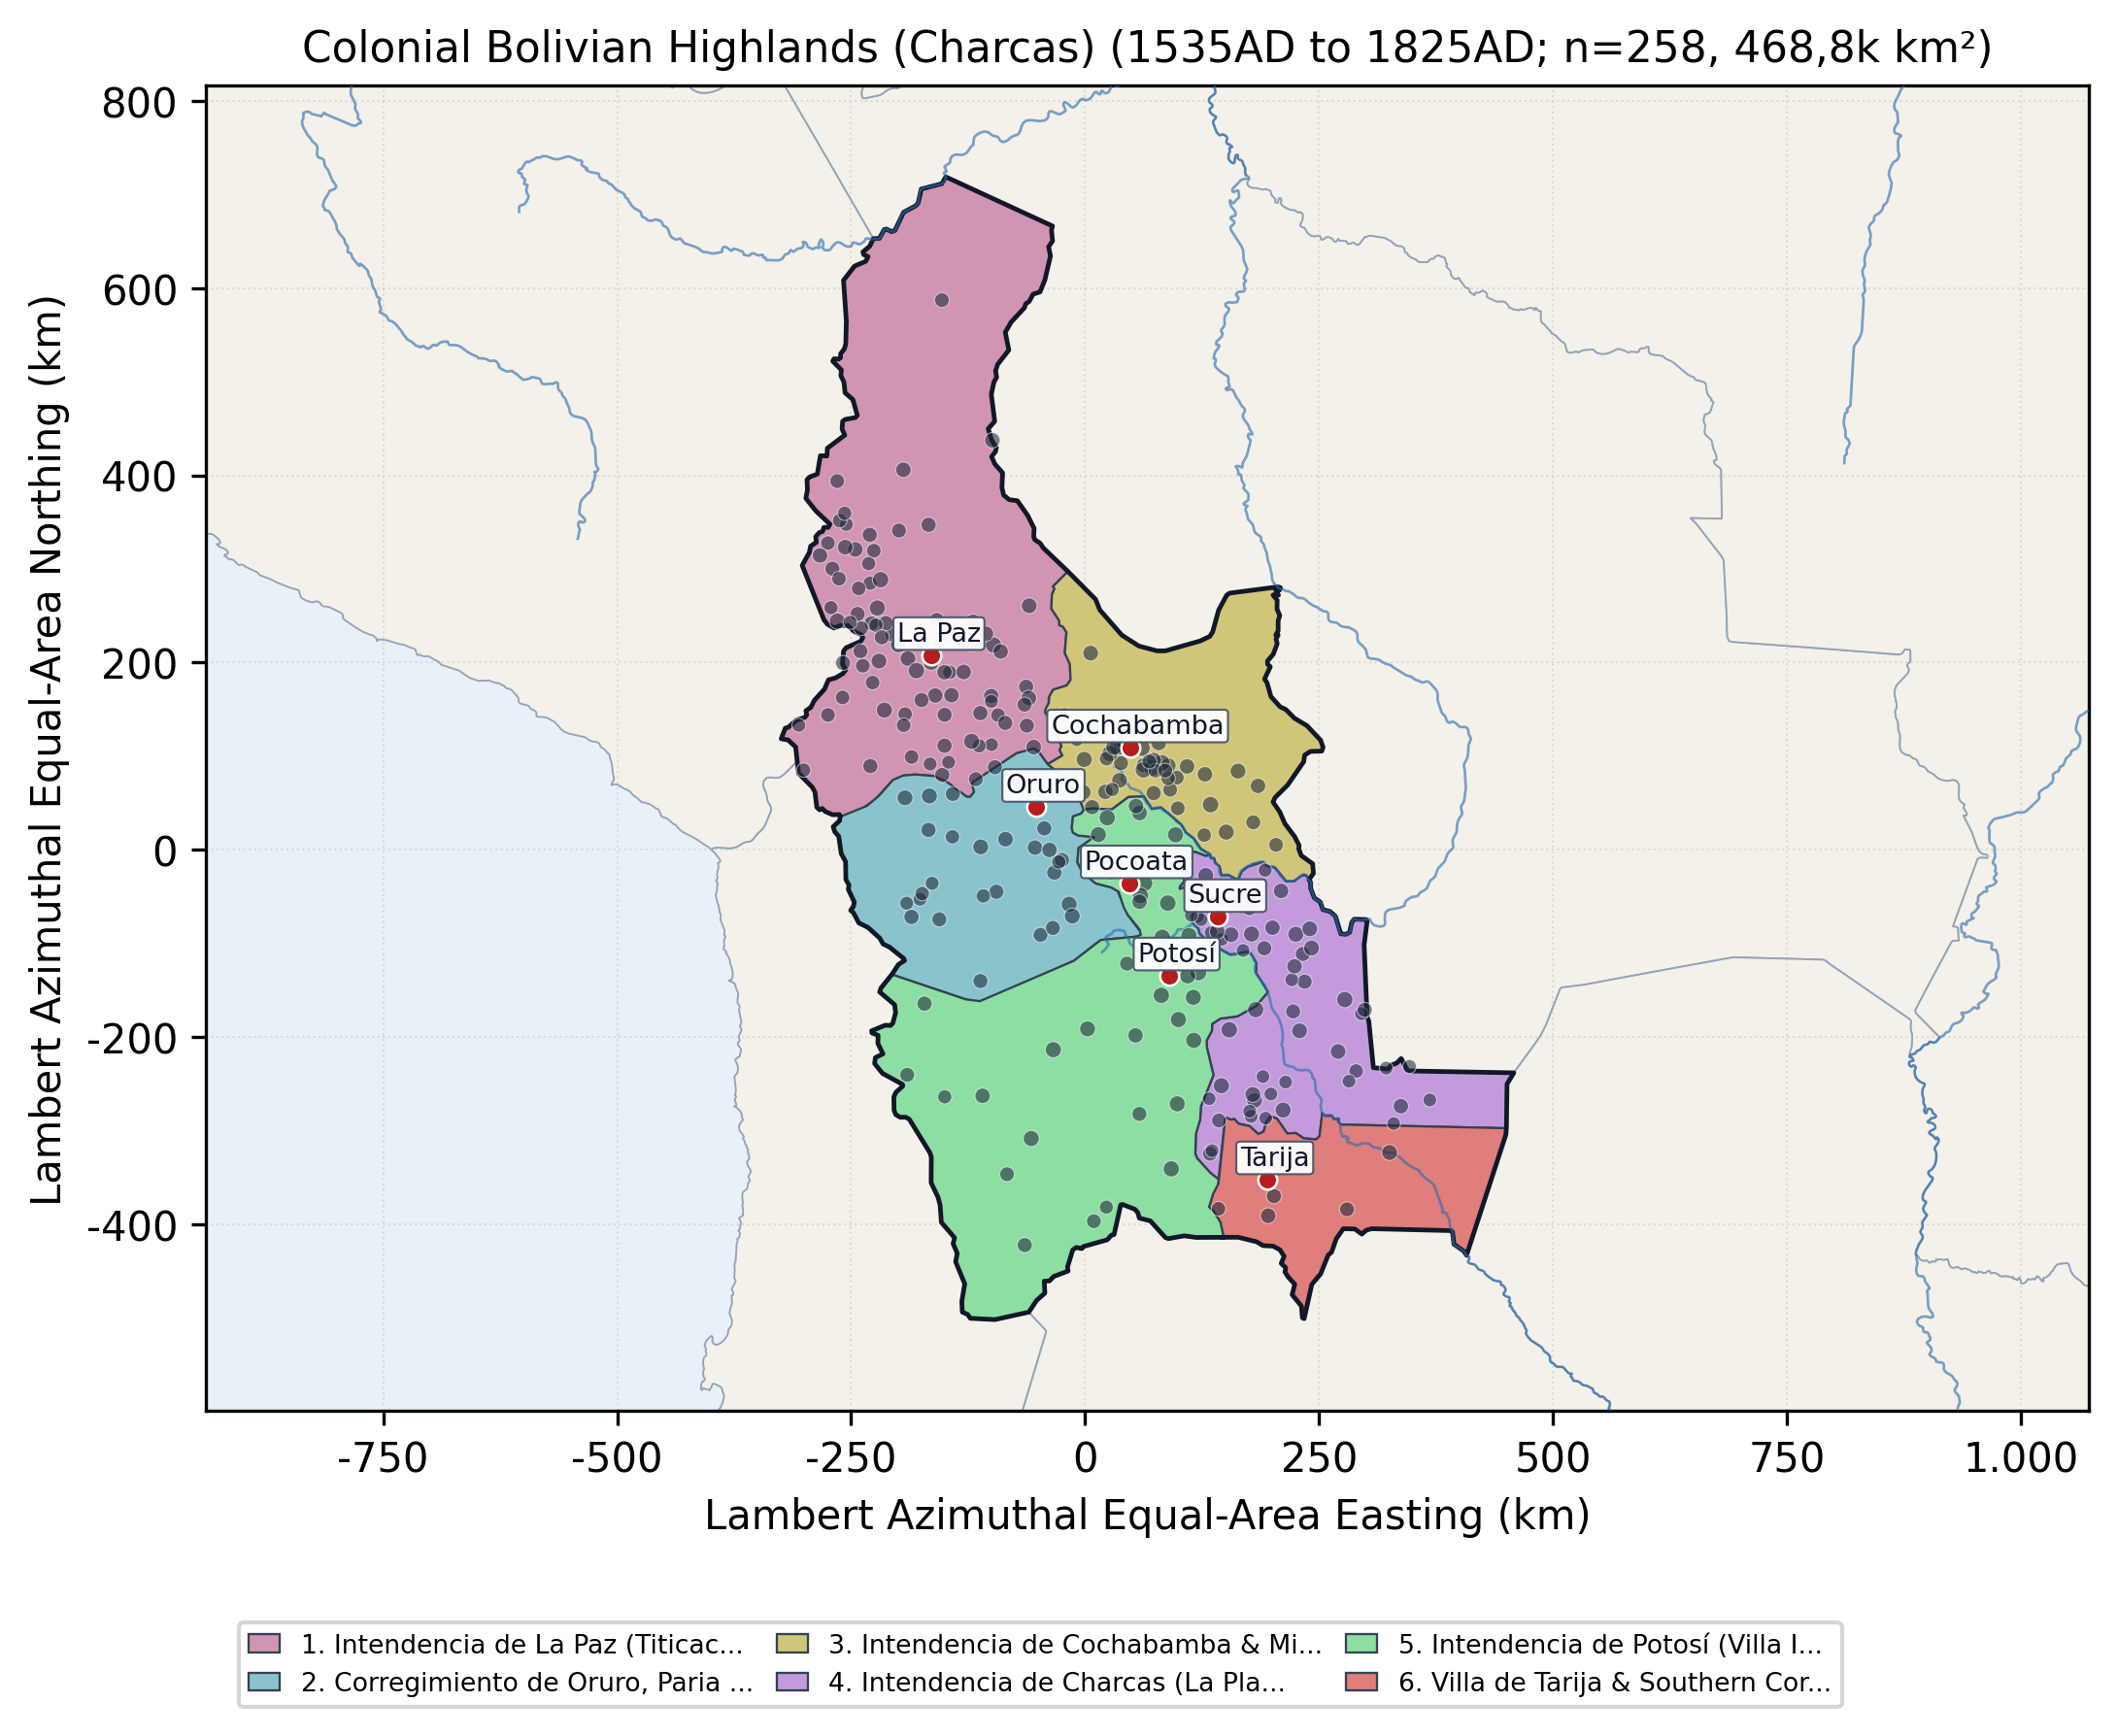 Colonial Bolivian Highlands (Charcas) (1535AD to 1825AD; n=258, 468,8k km²)
Lambert Azimuthal Equal-Area Northing (km)
800
600
400
200
0
-200
-400
La Paz
Cochabamba
Oruro
Pocoata
Sucre
Potosí
Tarija
-750
-500
-250
0
250
500
750
1.000
Lambert Azimuthal Equal-Area Easting (km)
1. Intendencia de La Paz (Titicac...
2. Corregimiento de Oruro, Paria ...
3. Intendencia de Cochabamba & Mi...
4. Intendencia de Charcas (La Pla...
5. Intendencia de Potosí (Villa I...
6. Villa de Tarija & Southern Cor...